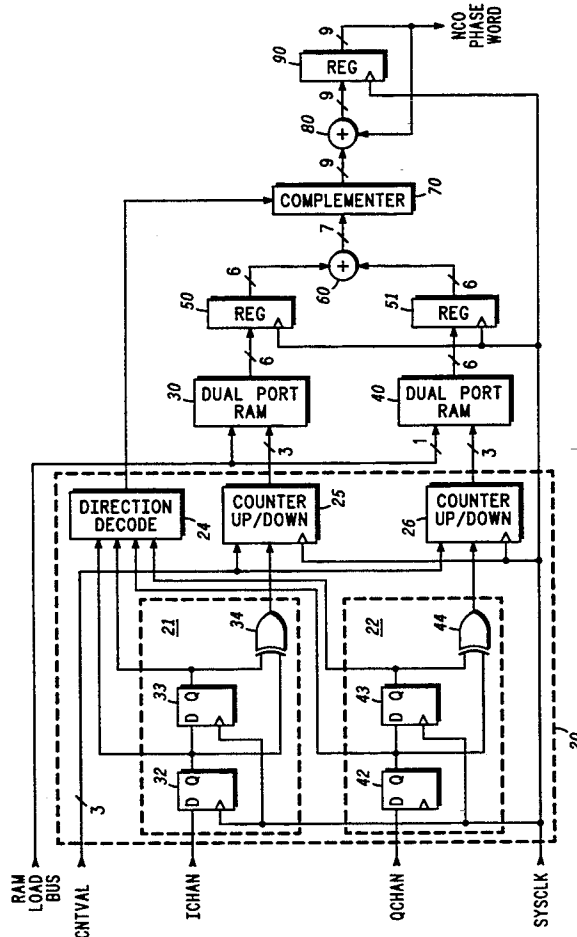 RAM
LOAD
BUS
CNTVAL
3
ICHAN
QCHAN
SYSCLK
DIRECTION
DECODE
24
21
32
D Q
33
D Q
34
22
42
D Q
43
D Q
44
20
COUNTER
UP/DOWN
25
3
COUNTER
UP/DOWN
26
1
3
30
DUAL PORT
RAM
6
40
DUAL PORT
RAM
6
50
REG
6
51
REG
6
60
+
7
COMPLEMENTER
70
9
80
+
9
90
REG
9
NCO
PHASE
WORD